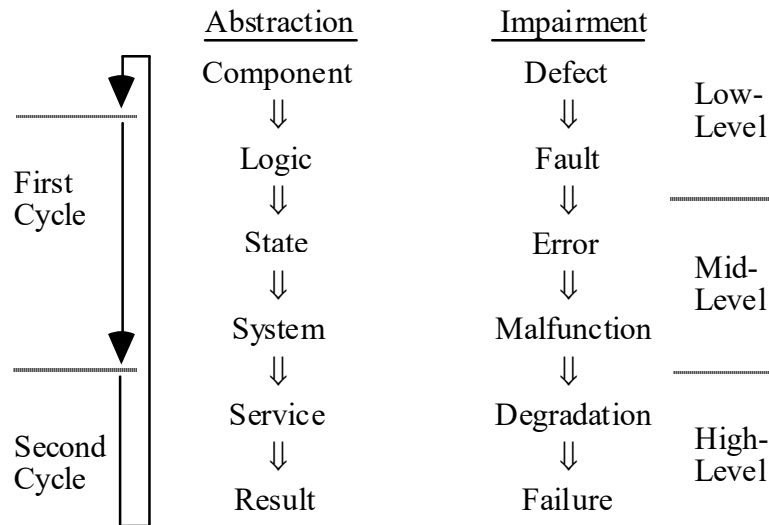 Abstraction Impairment
Component Defect
Low-
Level
⇓ ⇓
Logic Fault
First
Cycle
⇓ ⇓
State Error
Mid-
Level
⇓ ⇓
System Malfunction
⇓ ⇓
Service Degradation
Second
Cycle
High-
Level
⇓ ⇓
Result Failure